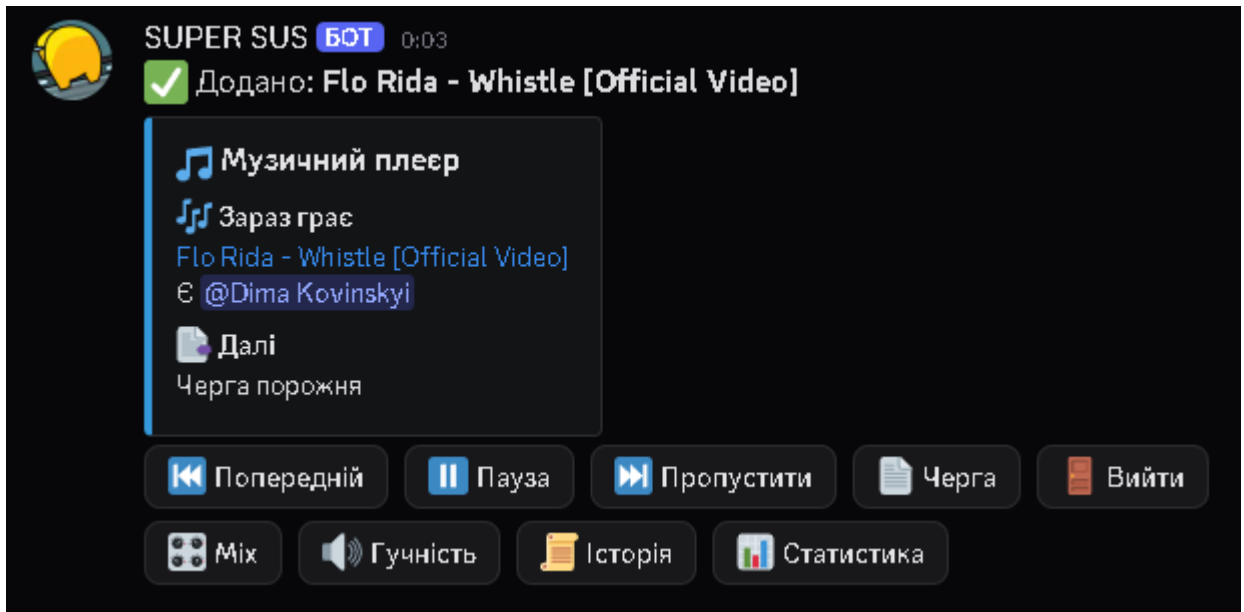 SUPER SUS БОТ 0:03
Додано: Flo Rida - Whistle [Official Video]
Музичний плеєр
Зараз грає
Flo Rida - Whistle [Official Video]
Є @Dima Kovinskyi
Далі
Черга порожня
Попередній Пауза Пропустити Черга Вийти
Mix Гучність Історія Статистика